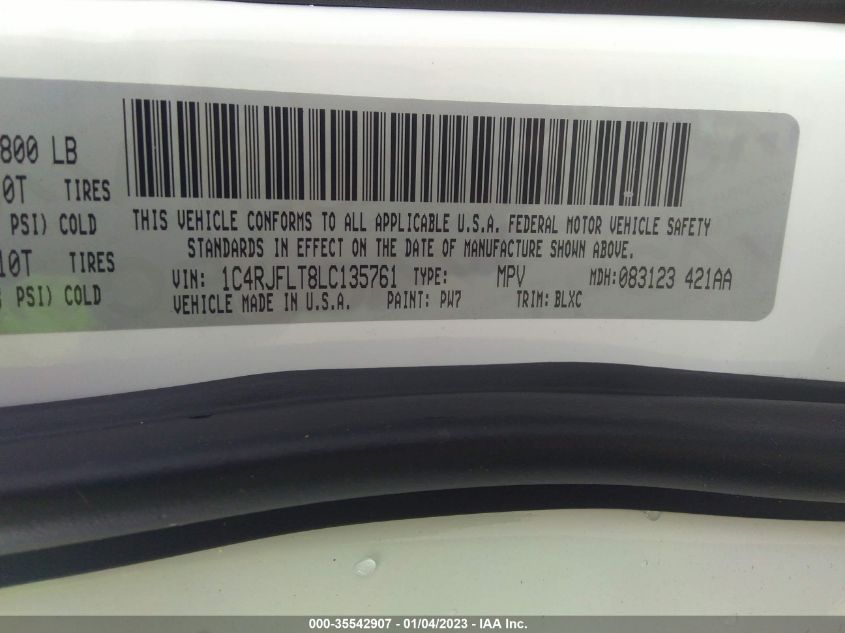 800 LB
0T TIRES
PSI) COLD
10T TIRES
PSI) COLD
THIS VEHICLE CONFORMS TO ALL APPLICABLE U.S.A. FEDERAL MOTOR VEHICLE SAFETY
STANDARDS IN EFFECT ON THE DATE OF MANUFACTURE SHOWN ABOVE.
VIN: 1C4RJFLT8LC135761 TYPE: MPV MDH:083123 421AA
VEHICLE MADE IN U.S.A. PAINT: PW7 TRIM: BLXC
000-35542907 - 01/04/2023 - IAA Inc.